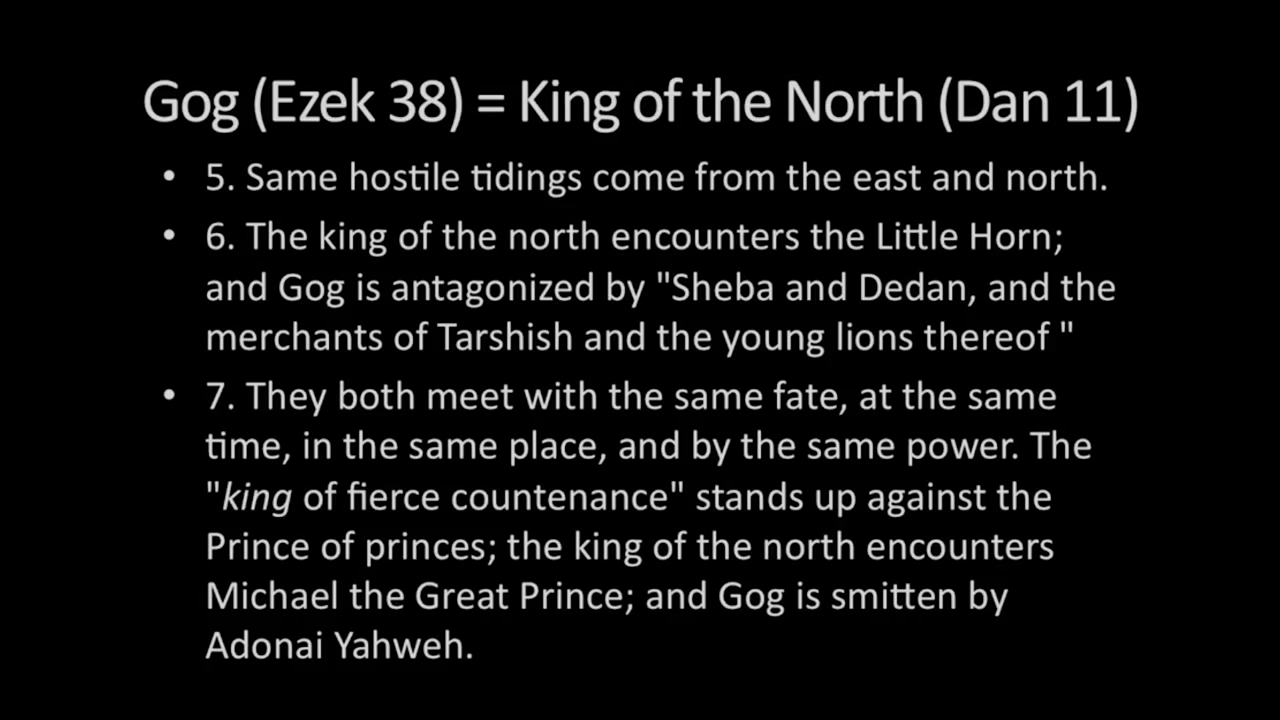 Gog (Ezek 38) = King of the North (Dan 11)
• 5. Same hostile tidings come from the east and north.
• 6. The king of the north encounters the Little Horn;
and Gog is antagonized by "Sheba and Dedan, and the
merchants of Tarshish and the young lions thereof "
• 7. They both meet with the same fate, at the same
time, in the same place, and by the same power. The
"king of fierce countenance" stands up against the
Prince of princes; the king of the north encounters
Michael the Great Prince; and Gog is smitten by
Adonai Yahweh.